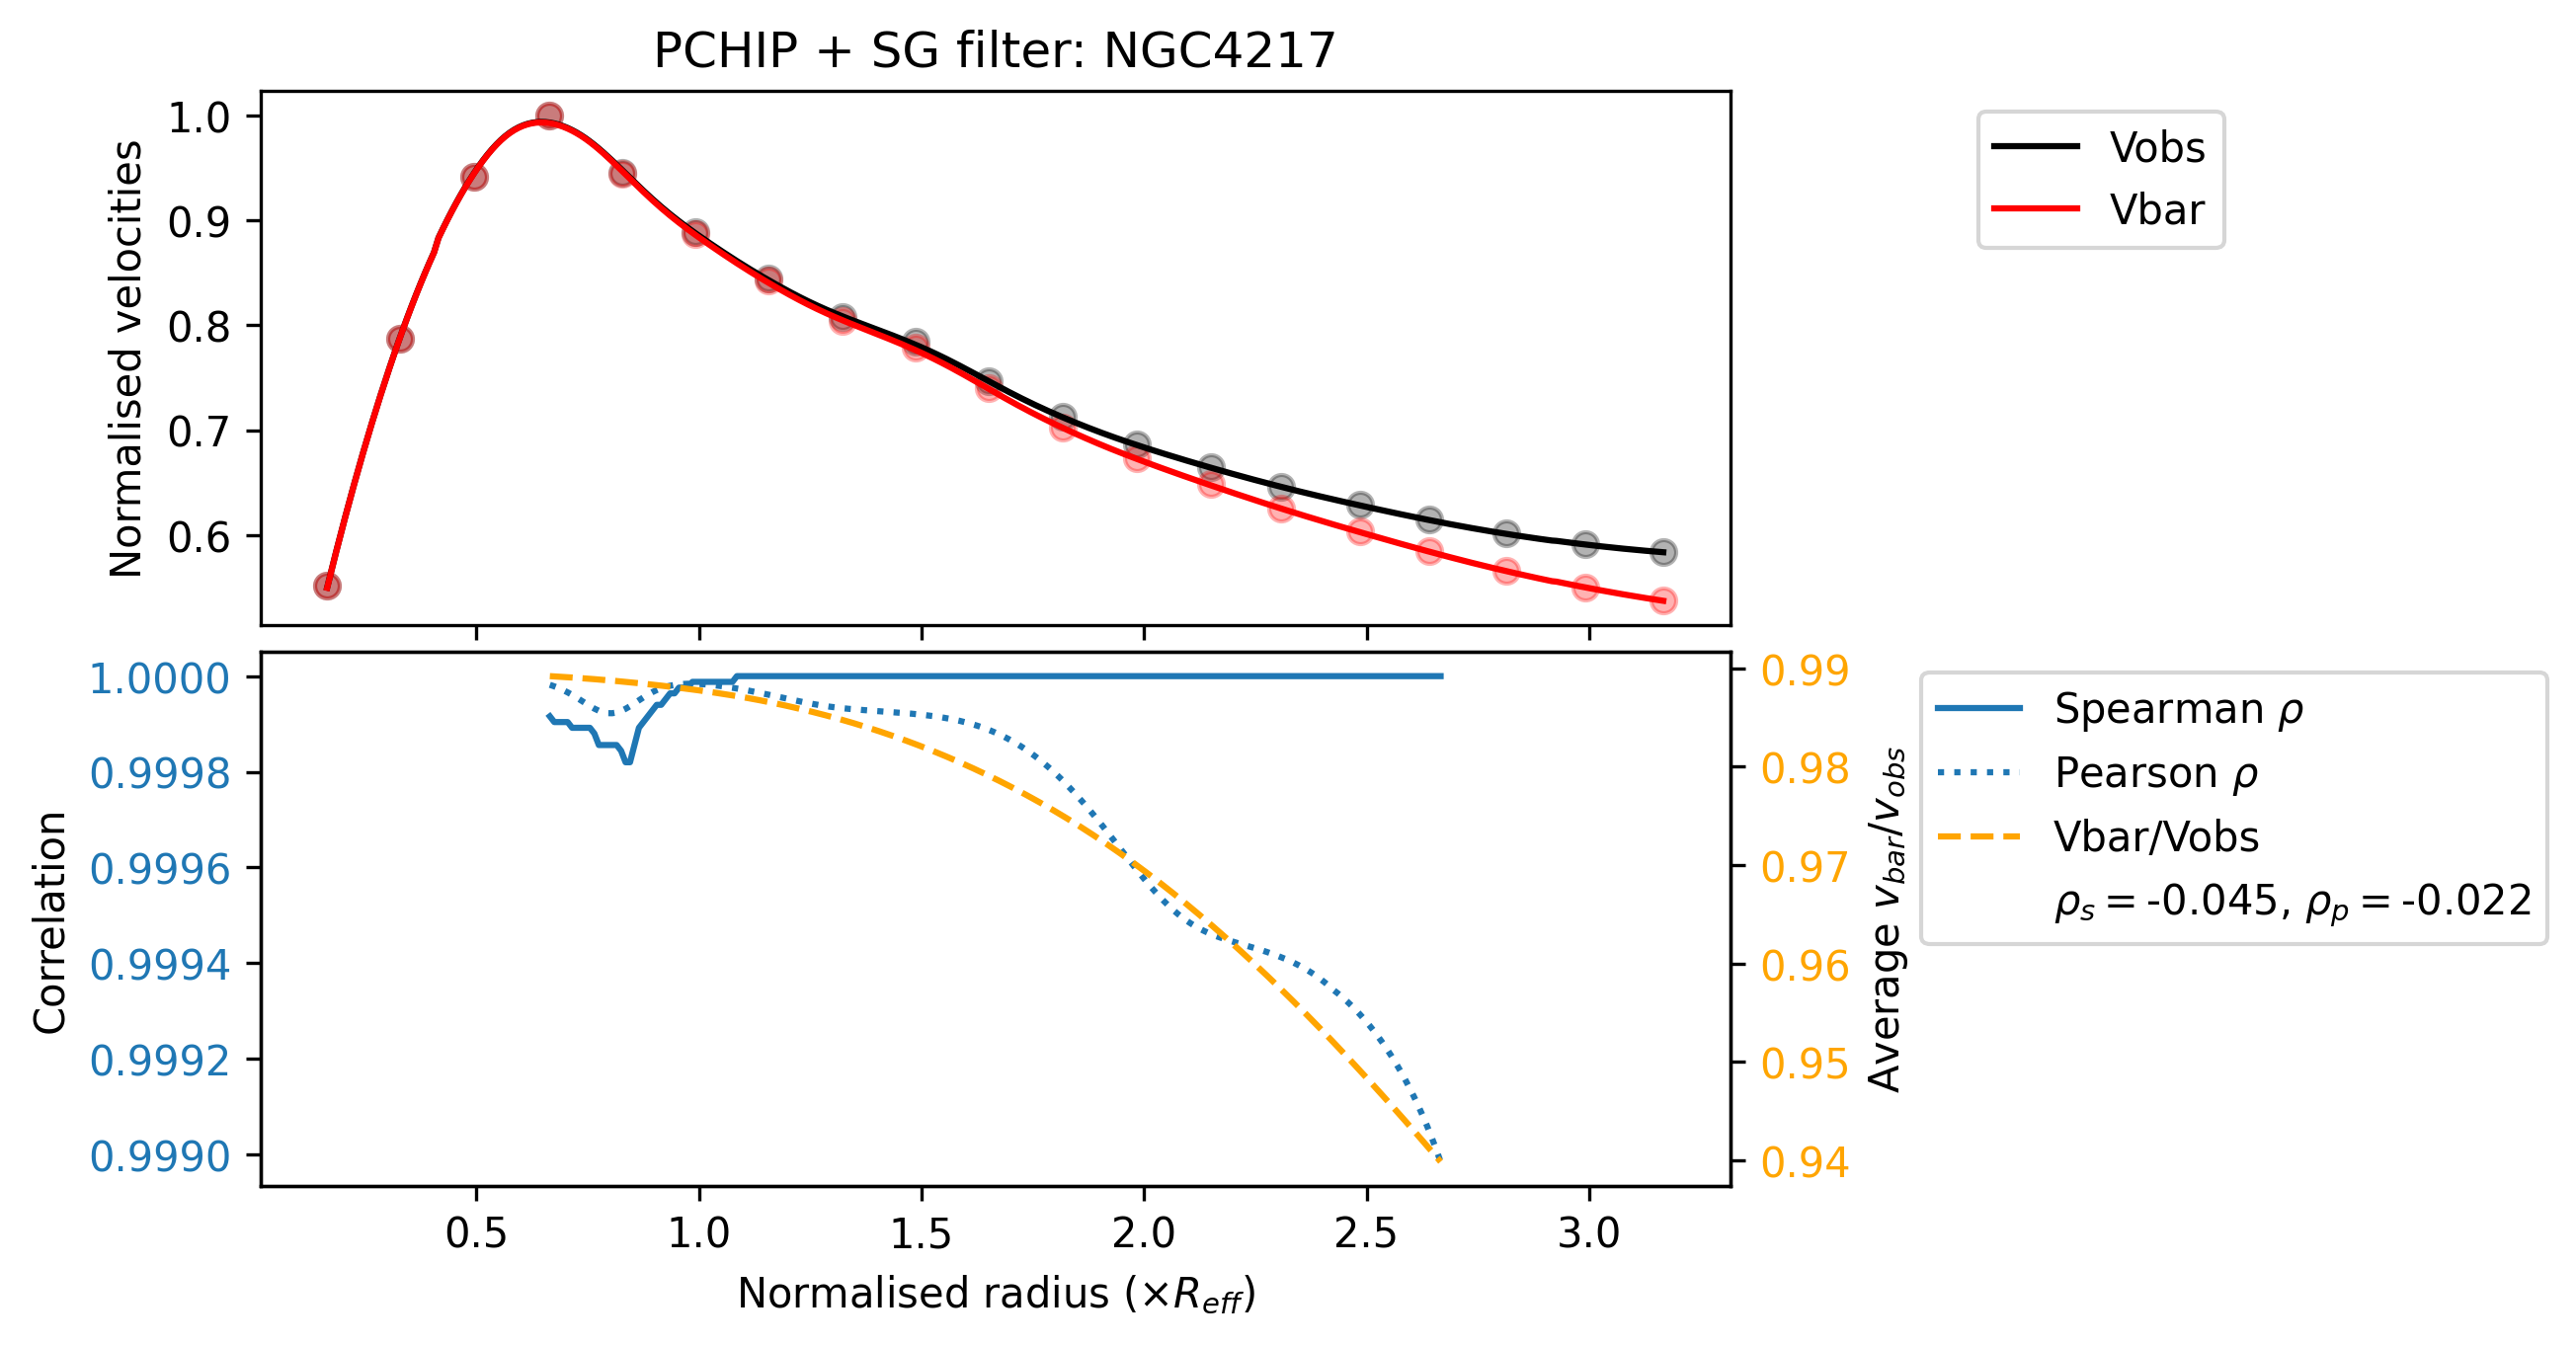 PCHIP + SG filter: NGC4217
Normalised velocities
1.0
0.9
0.8
0.7
0.6
Vobs
Vbar
Correlation
1.0000
0.9998
0.9996
0.9994
0.9992
0.9990
0.99
0.98
0.97
0.96
0.95
0.94
Average v_bar/v_obs
Spearman ρ
Pearson ρ
Vbar/Vobs
ρ_s = -0.045, ρ_p = -0.022
0.5 1.0 1.5 2.0 2.5 3.0
Normalised radius (×R_eff)